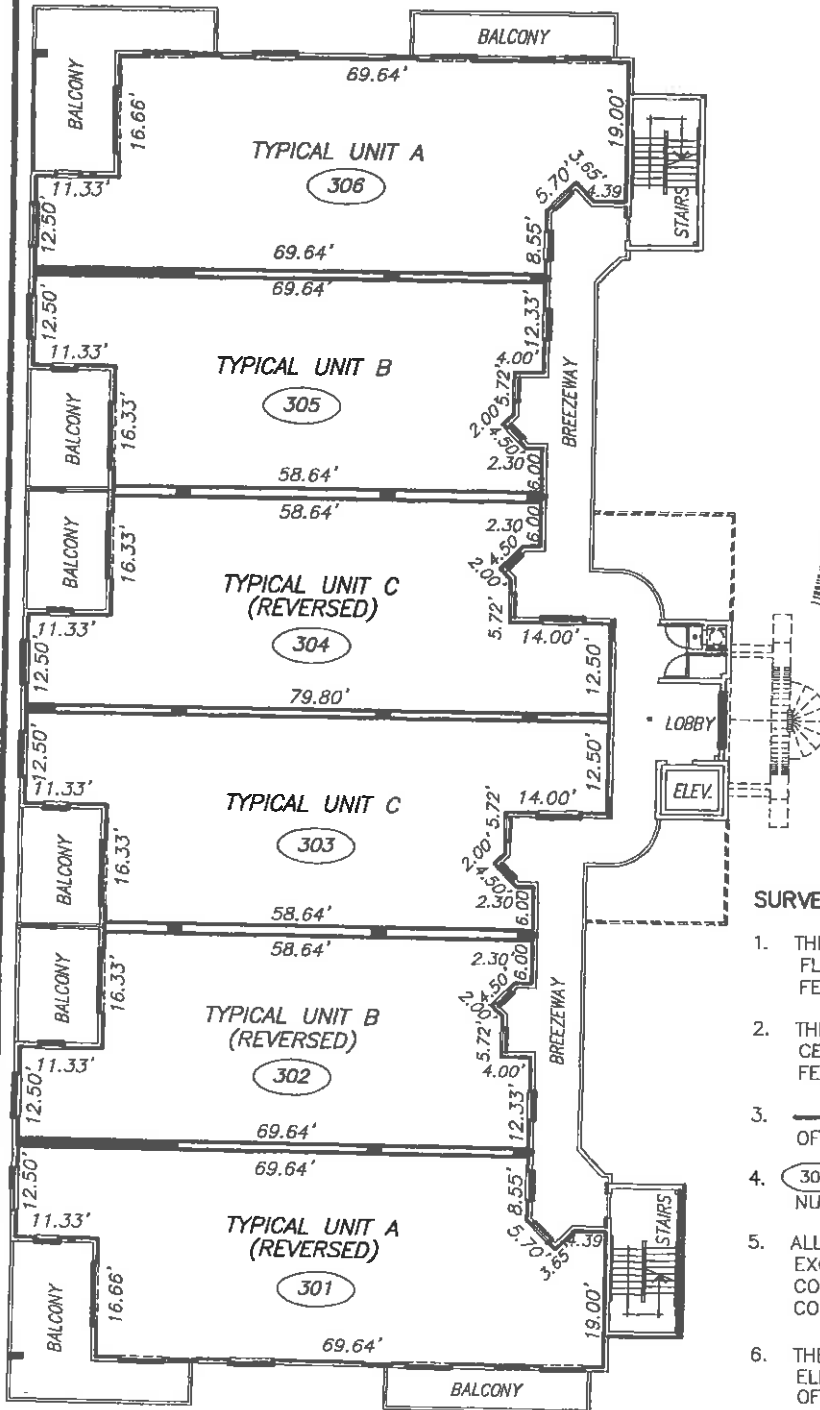 BALCONY
BALCONY
69.64'
16.66'
19.00'
TYPICAL UNIT A
306
3.65'
5.70'
4.39
STAIRS
11.33'
12.50'
8.55'
69.64'
69.64'
12.50'
12.33'
11.33'
TYPICAL UNIT B
4.00'
305
5.72'
BREEZEWAY
BALCONY
16.33'
2.00'
4.50'
2.30'
6.00
58.64'
58.64'
6.00
2.30'
BALCONY
16.33'
4.50'
2.00'
TYPICAL UNIT C
(REVERSED)
5.72'
11.33'
304
14.00'
12.50'
12.50'
79.80'
LOBBY
12.50'
12.50'
11.33'
TYPICAL UNIT C
14.00'
ELEV.
5.72'
303
BALCONY
16.33'
2.00'
4.50'
2.30'
6.00
58.64'
58.64'
6.00
2.30'
BALCONY
16.33'
4.50'
2.00'
TYPICAL UNIT B
(REVERSED)
5.72'
BREEZEWAY
11.33'
302
4.00'
12.50'
12.33'
69.64'
69.64'
12.50'
8.55'
11.33'
TYPICAL UNIT A
(REVERSED)
5.70'
3.65'
4.39
STAIRS
301
BALCONY
16.66'
19.00'
69.64'
BALCONY
SURVE
1. THE
FL
FE
2. THE
CE
FE
3.
OF
4. 30
NU
5. ALL
EXC
CO
CO
6. THE
ELE
OF